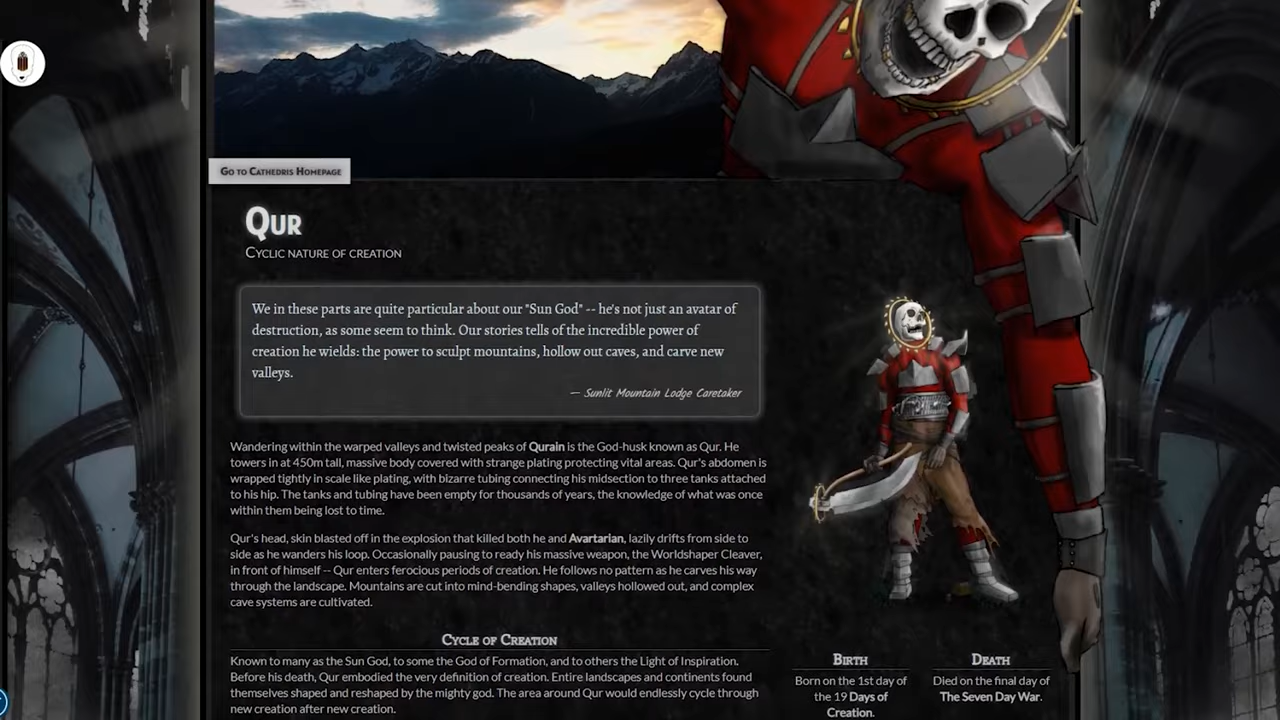 Go to Cathedris Homepage
Qur
Cyclic nature of creation
We in these parts are quite particular about our "Sun God" -- he's not just an avatar of
destruction, as some seem to think. Our stories tells of the incredible power of
creation he wields: the power to sculpt mountains, hollow out caves, and carve new
valleys.
— Sunlit Mountain Lodge Caretaker
Wandering within the warped valleys and twisted peaks of Qurain is the God-husk known as Qur. He
towers in at 450m tall, massive body covered with strange plating protecting vital areas. Qur's abdomen is
wrapped tightly in scale like plating, with bizarre tubing connecting his midsection to three tanks attached
to his hip. The tanks and tubing have been empty for thousands of years, the knowledge of what was once
within them being lost to time.
Qur's head, skin blasted off in the explosion that killed both he and Avartarian, lazily drifts from side to
side as he wanders his loop. Occasionally pausing to ready his massive weapon, the Worldshaper Cleaver,
in front of himself -- Qur enters ferocious periods of creation. He follows no pattern as he carves his way
through the landscape. Mountains are cut into mind-bending shapes, valleys hollowed out, and complex
cave systems are cultivated.
Cycle of Creation
Known to many as the Sun God, to some the God of Formation, and to others the Light of Inspiration.
Before his death, Qur embodied the very definition of creation. Entire landscapes and continents found
themselves shaped and reshaped by the mighty god. The area around Qur would endlessly cycle through
new creation after new creation.
Birth
Born on the 1st day of
the 19 Days of
Creation.
Death
Died on the final day of
The Seven Day War.